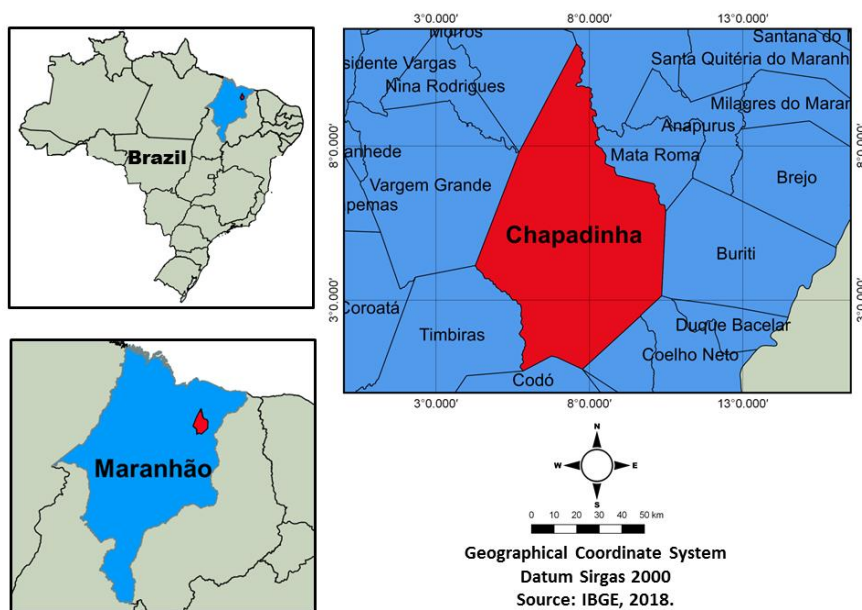 Brazil
Maranhão
3°0.000' 8°0.000' 13°0.000'
Morros
Santana do
sidente Vargas
Santa Quitéria do Maranh
Nina Rodrigues
Milagres do Maran
Anapurus
8°0.000' 8°0.000'
anhede
Mata Roma
Vargem Grande
Brejo
pemas
Chapadinha
Buriti
3°0.000' 3°0.000'
Coroatá
Timbiras
Duque Bacelar
Coelho Neto
Codó
3°0.000' 8°0.000' 13°0.000'
N
W E
S
0 10 20 30 40 50 km
Geographical Coordinate System
Datum Sirgas 2000
Source: IBGE, 2018.